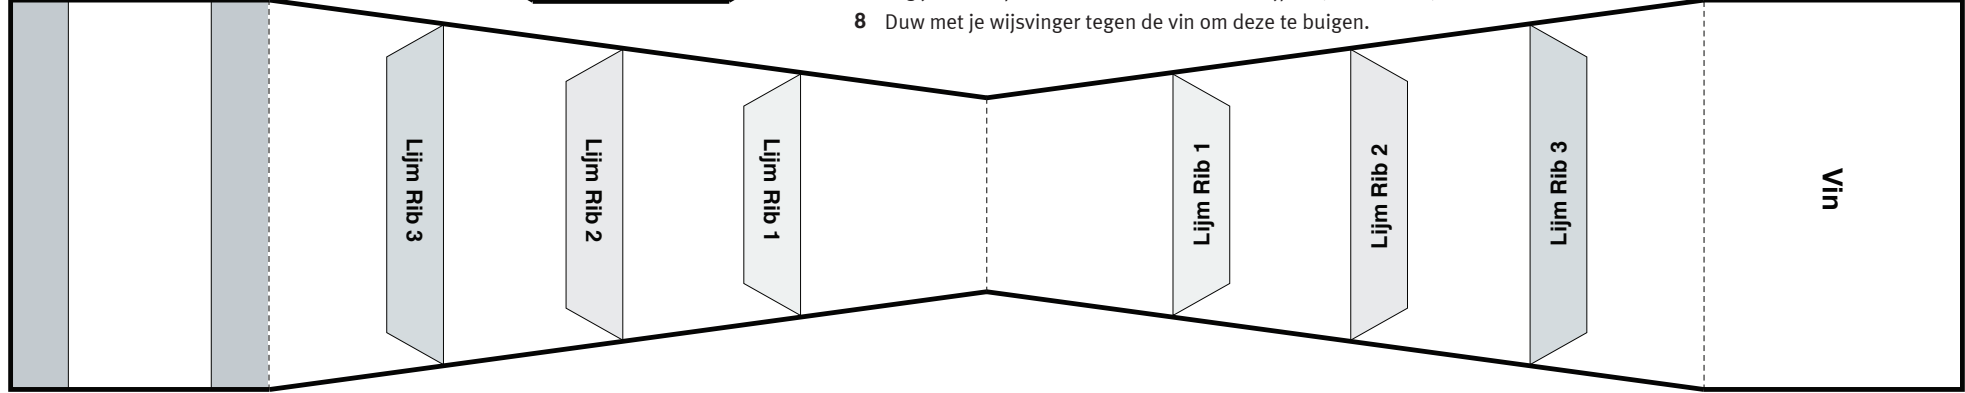 8 Duw met je wijsvinger tegen de vin om deze te buigen.
Lijm Rib 3
Lijm Rib 2
Lijm Rib 1
Lijm Rib 1
Lijm Rib 2
Lijm Rib 3
Vin